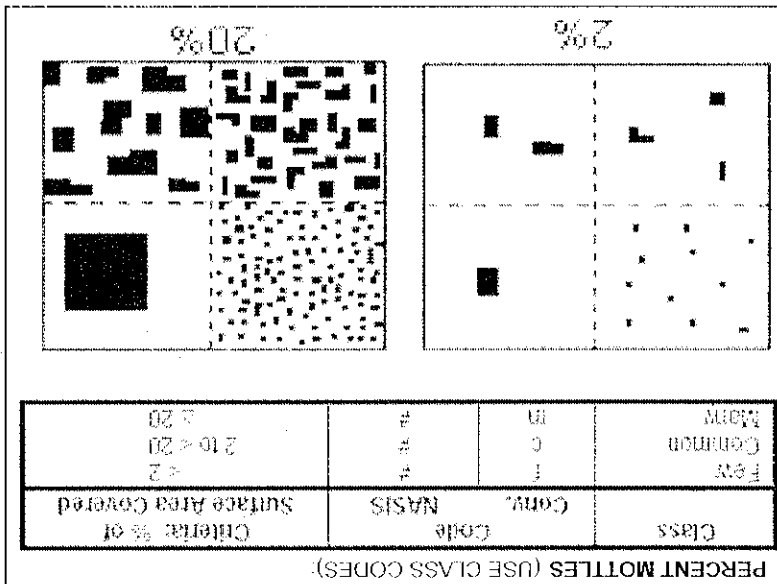 PERCENT MOTTLES (USE CLASS CODES):
Class Code Criteria: % of
Conv. NASIS Surface Area Covered
Few f # < 2
Common c # 2 to < 20
Many m # ≥ 20
2% 20%